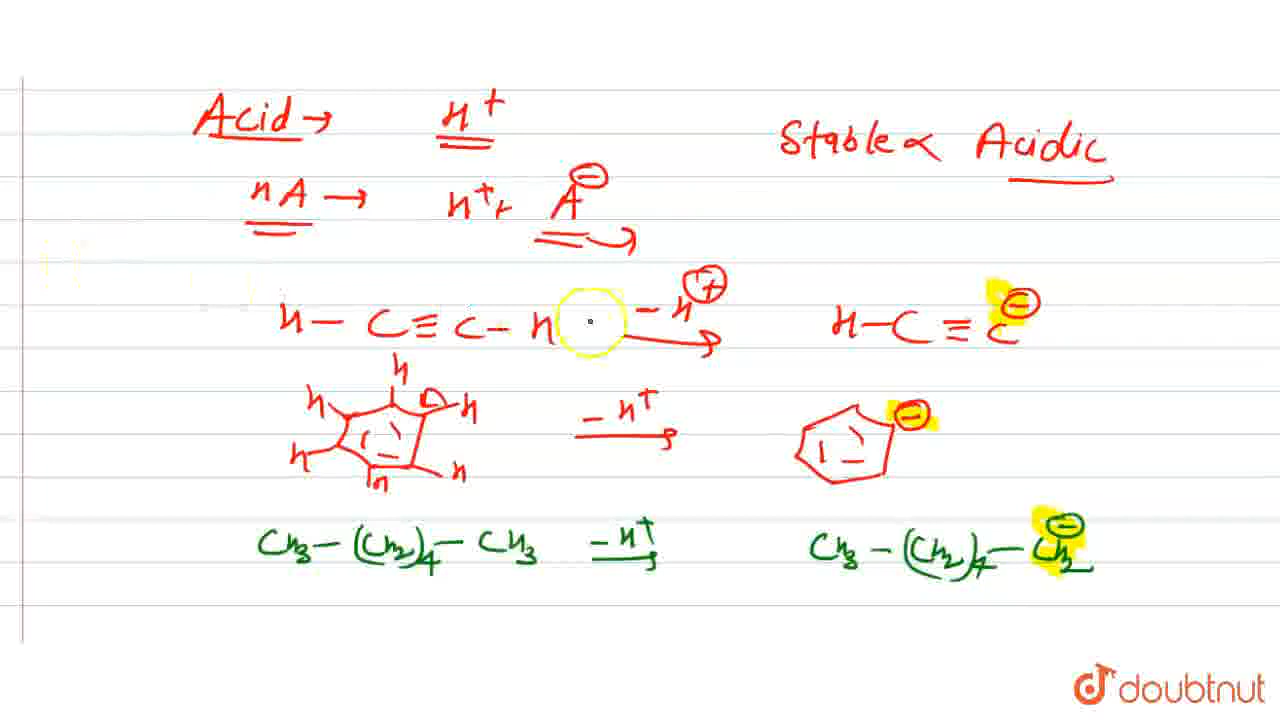 Acid → H⁺
Stable ∝ Acidic
HA → H⁺ + A⊖
H–C≡C–H –H⊕ → H–C≡C⊖
H H H H H H –H⁺ → ⊖
CH₃–(CH₂)₄–CH₃ –H⁺ → CH₃–(CH₂)₄–CH₂⊖
doubtnut